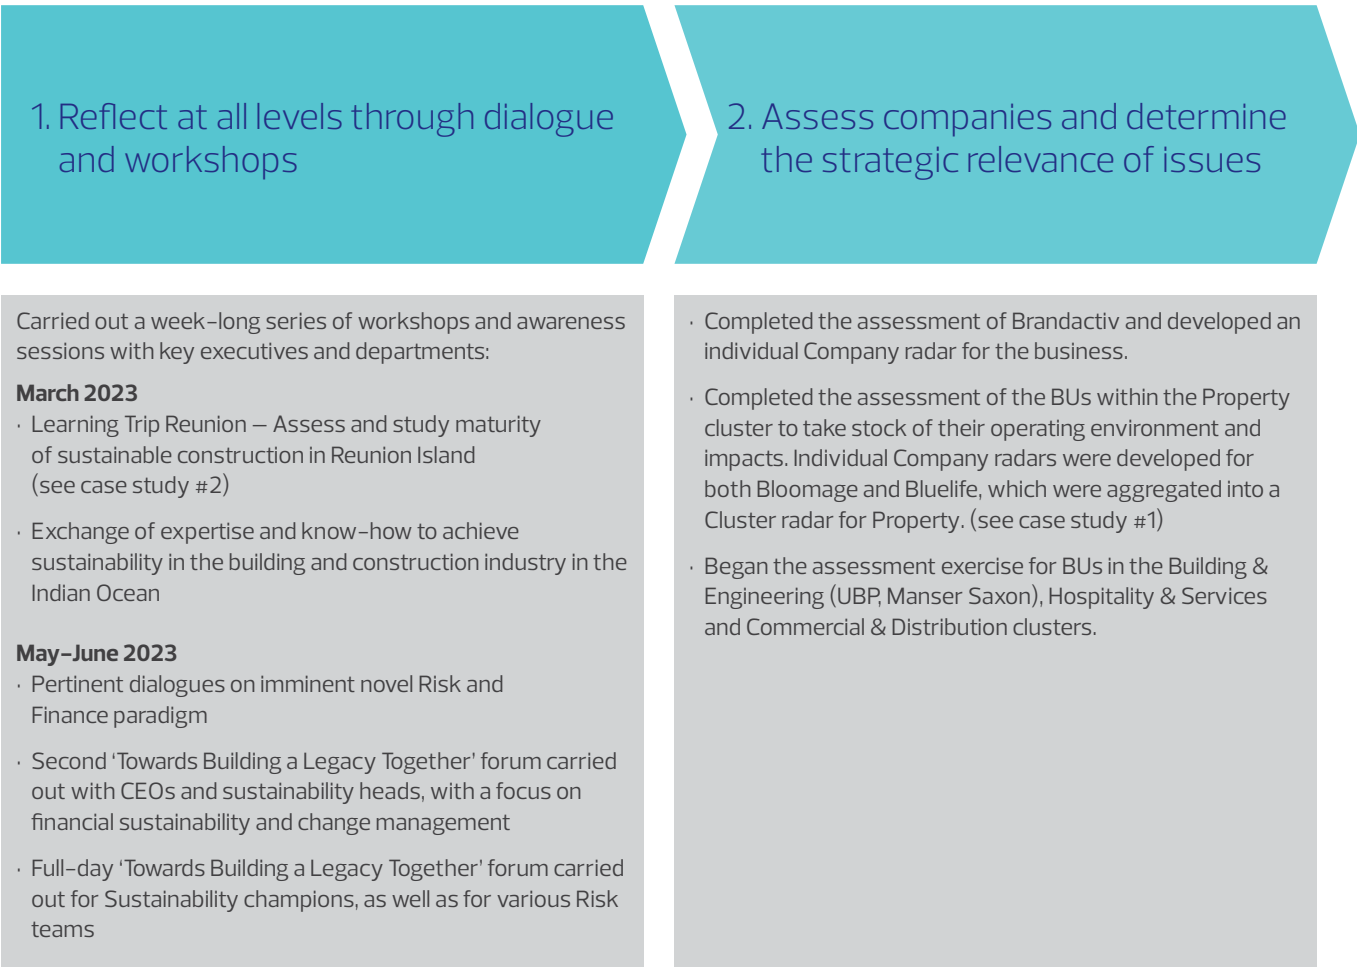 1. Reflect at all levels through dialogue
and workshops
Carried out a week-long series of workshops and awareness
sessions with key executives and departments:
March 2023
· Learning Trip Reunion – Assess and study maturity
of sustainable construction in Reunion Island
(see case study #2)
· Exchange of expertise and know-how to achieve
sustainability in the building and construction industry in the
Indian Ocean
May-June 2023
· Pertinent dialogues on imminent novel Risk and
Finance paradigm
· Second ‘Towards Building a Legacy Together’ forum carried
out with CEOs and sustainability heads, with a focus on
financial sustainability and change management
· Full-day ‘Towards Building a Legacy Together’ forum carried
out for Sustainability champions, as well as for various Risk
teams
2. Assess companies and determine
the strategic relevance of issues
· Completed the assessment of Brandactiv and developed an
individual Company radar for the business.
· Completed the assessment of the BUs within the Property
cluster to take stock of their operating environment and
impacts. Individual Company radars were developed for
both Bloomage and Bluelife, which were aggregated into a
Cluster radar for Property. (see case study #1)
· Began the assessment exercise for BUs in the Building &
Engineering (UBP, Manser Saxon), Hospitality & Services
and Commercial & Distribution clusters.